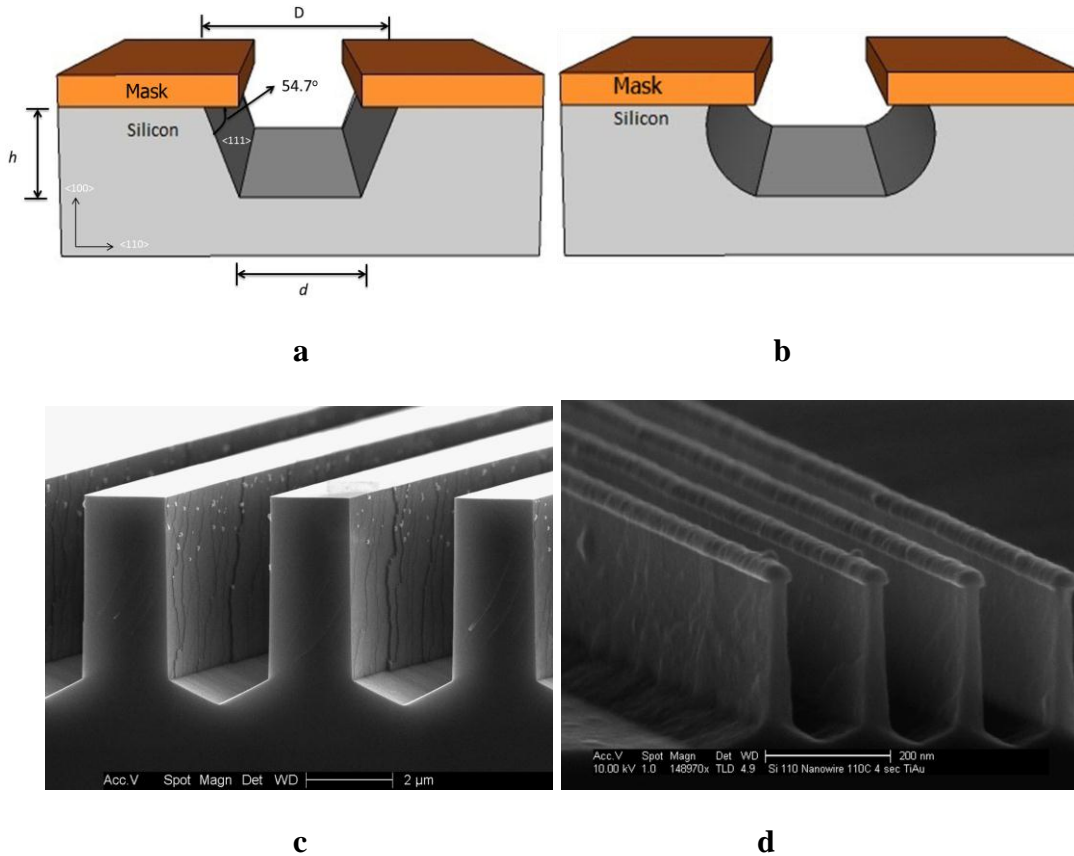 D
Mask
54.7°
Silicon
<111>
h
<100>
<110>
d
Mask
Silicon
a
b
Acc.V Spot Magn Det WD 2 µm
Acc.V Spot Magn Det WD 200 nm
10.00 kV 1.0 148970x TLD 4.9 Si 110 Nanowire 110C 4 sec TiAu
c
d